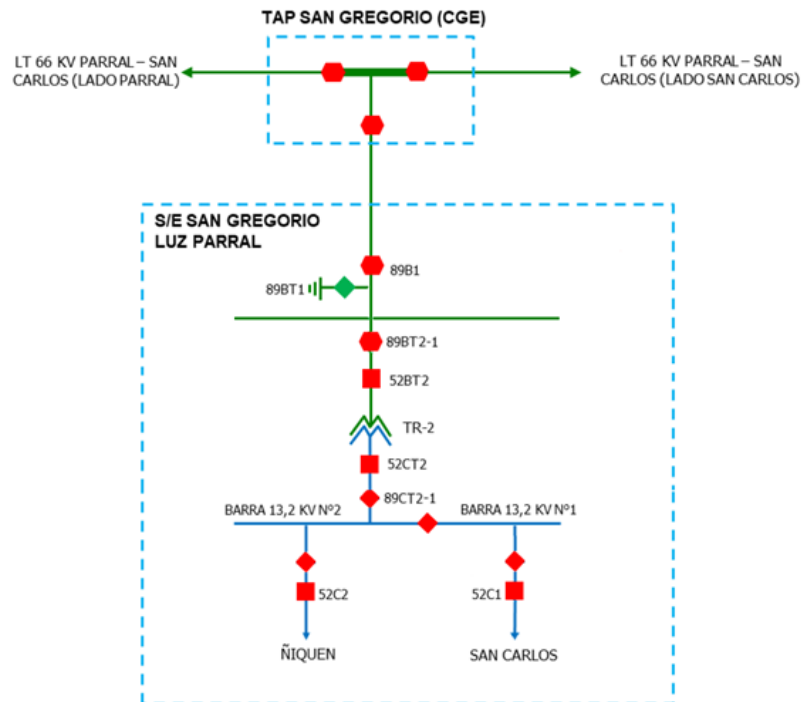 TAP SAN GREGORIO (CGE)
LT 66 KV PARRAL – SAN
CARLOS (LADO PARRAL)
LT 66 KV PARRAL – SAN
CARLOS (LADO SAN CARLOS)
S/E SAN GREGORIO
LUZ PARRAL
89B1
89BT1
89BT2-1
52BT2
TR-2
52CT2
89CT2-1
BARRA 13,2 KV Nº2
BARRA 13,2 KV Nº1
52C2
52C1
ÑIQUEN
SAN CARLOS